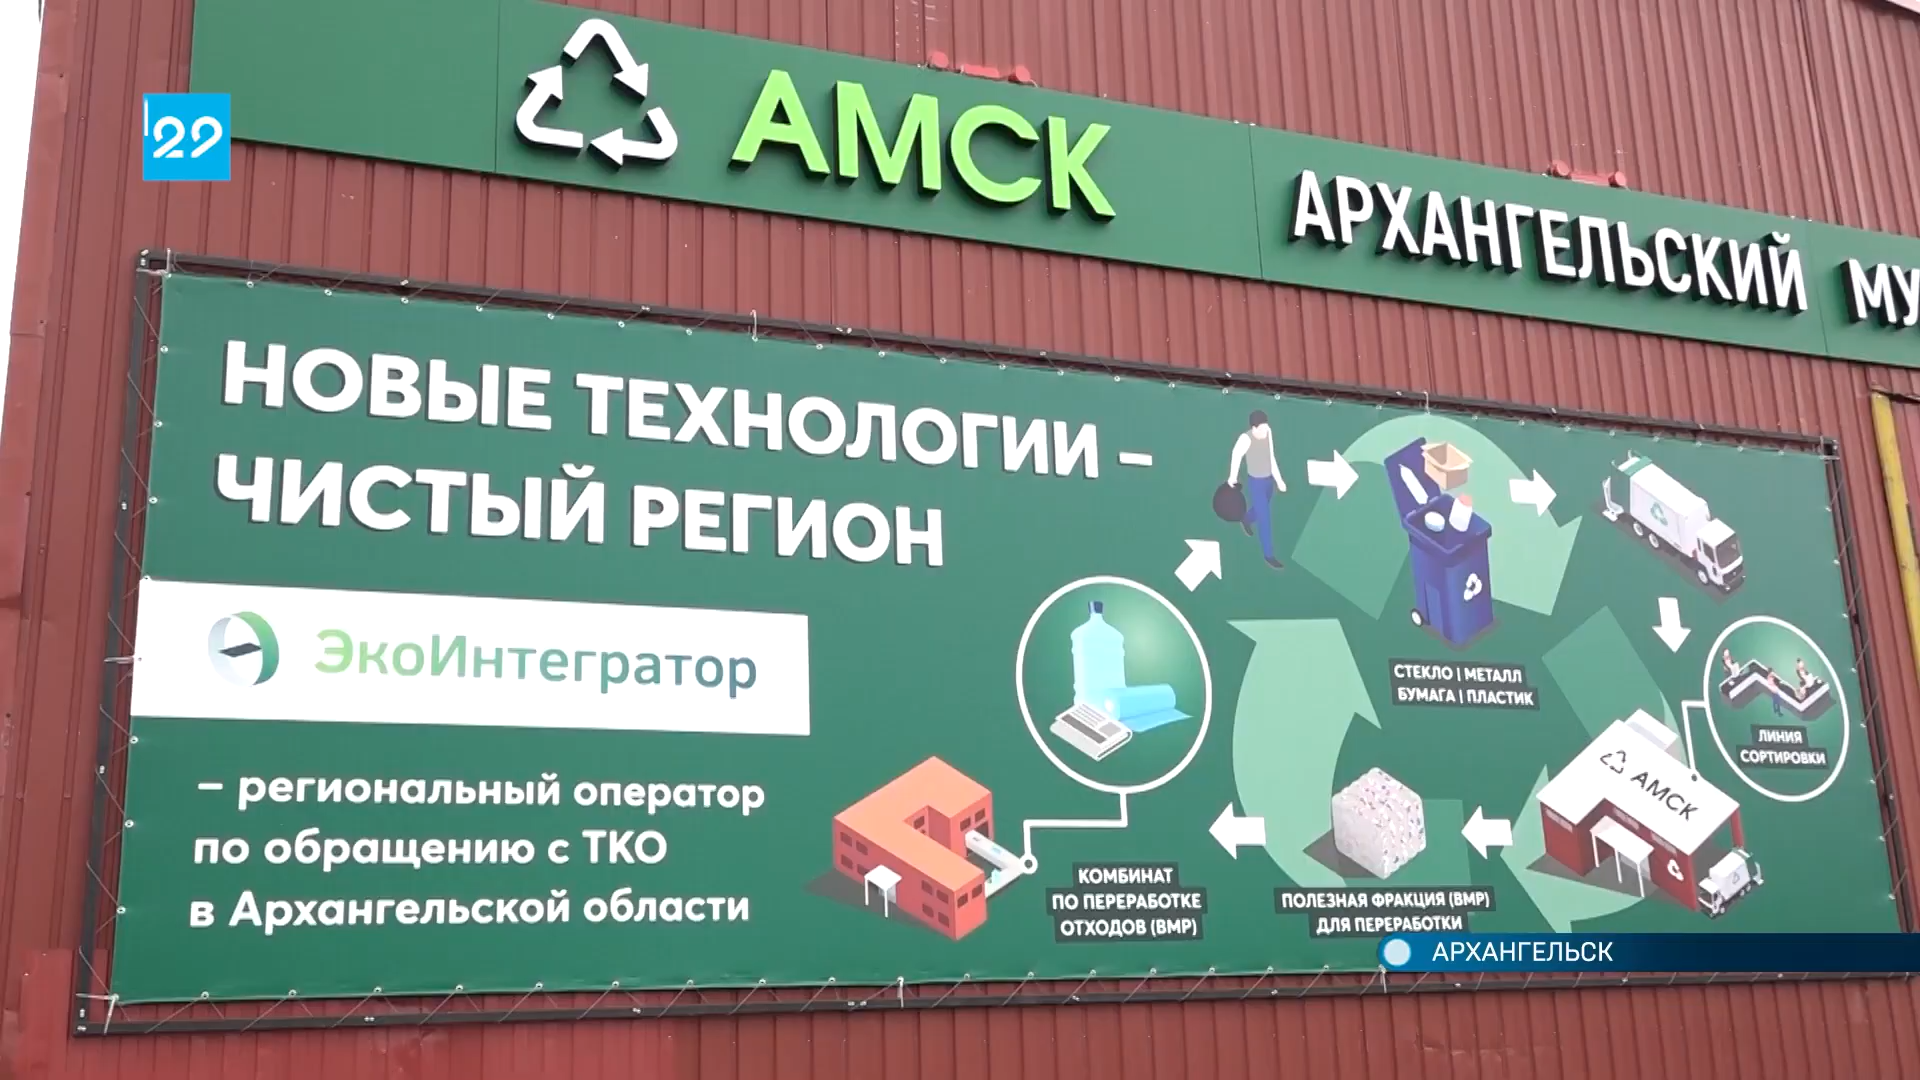 29
АМСК
АРХАНГЕЛЬСКИЙ МУ
НОВЫЕ ТЕХНОЛОГИИ –
ЧИСТЫЙ РЕГИОН
ЭкоИнтегратор
– региональный оператор
по обращению с ТКО
в Архангельской области
СТЕКЛО | МЕТАЛЛ
БУМАГА | ПЛАСТИК
ЛИНИЯ
СОРТИРОВКИ
АМСК
ПОЛЕЗНАЯ ФРАКЦИЯ (ВМР)
ДЛЯ ПЕРЕРАБОТКИ
КОМБИНАТ
ПО ПЕРЕРАБОТКЕ
ОТХОДОВ (ВМР)
АРХАНГЕЛЬСК